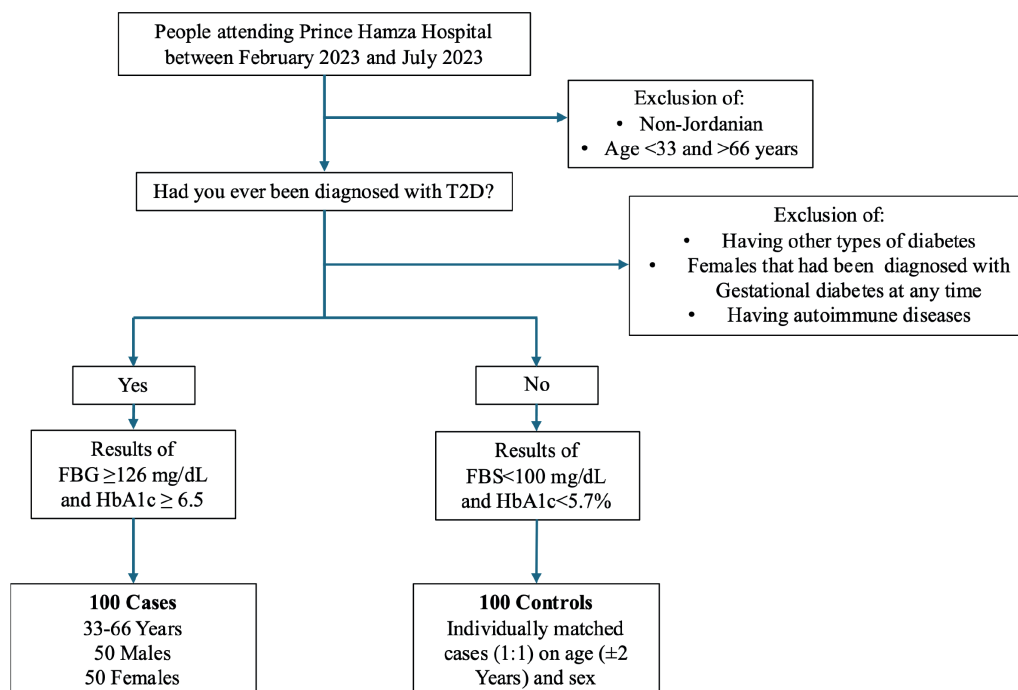 People attending Prince Hamza Hospital
between February 2023 and July 2023
Exclusion of:
• Non-Jordanian
• Age <33 and >66 years
Had you ever been diagnosed with T2D?
Exclusion of:
• Having other types of diabetes
• Females that had been diagnosed with
Gestational diabetes at any time
• Having autoimmune diseases
Yes
No
Results of
FBG ≥126 mg/dL
and HbA1c ≥ 6.5
Results of
FBS<100 mg/dL
and HbA1c<5.7%
100 Cases
33-66 Years
50 Males
50 Females
100 Controls
Individually matched
cases (1:1) on age (±2
Years) and sex